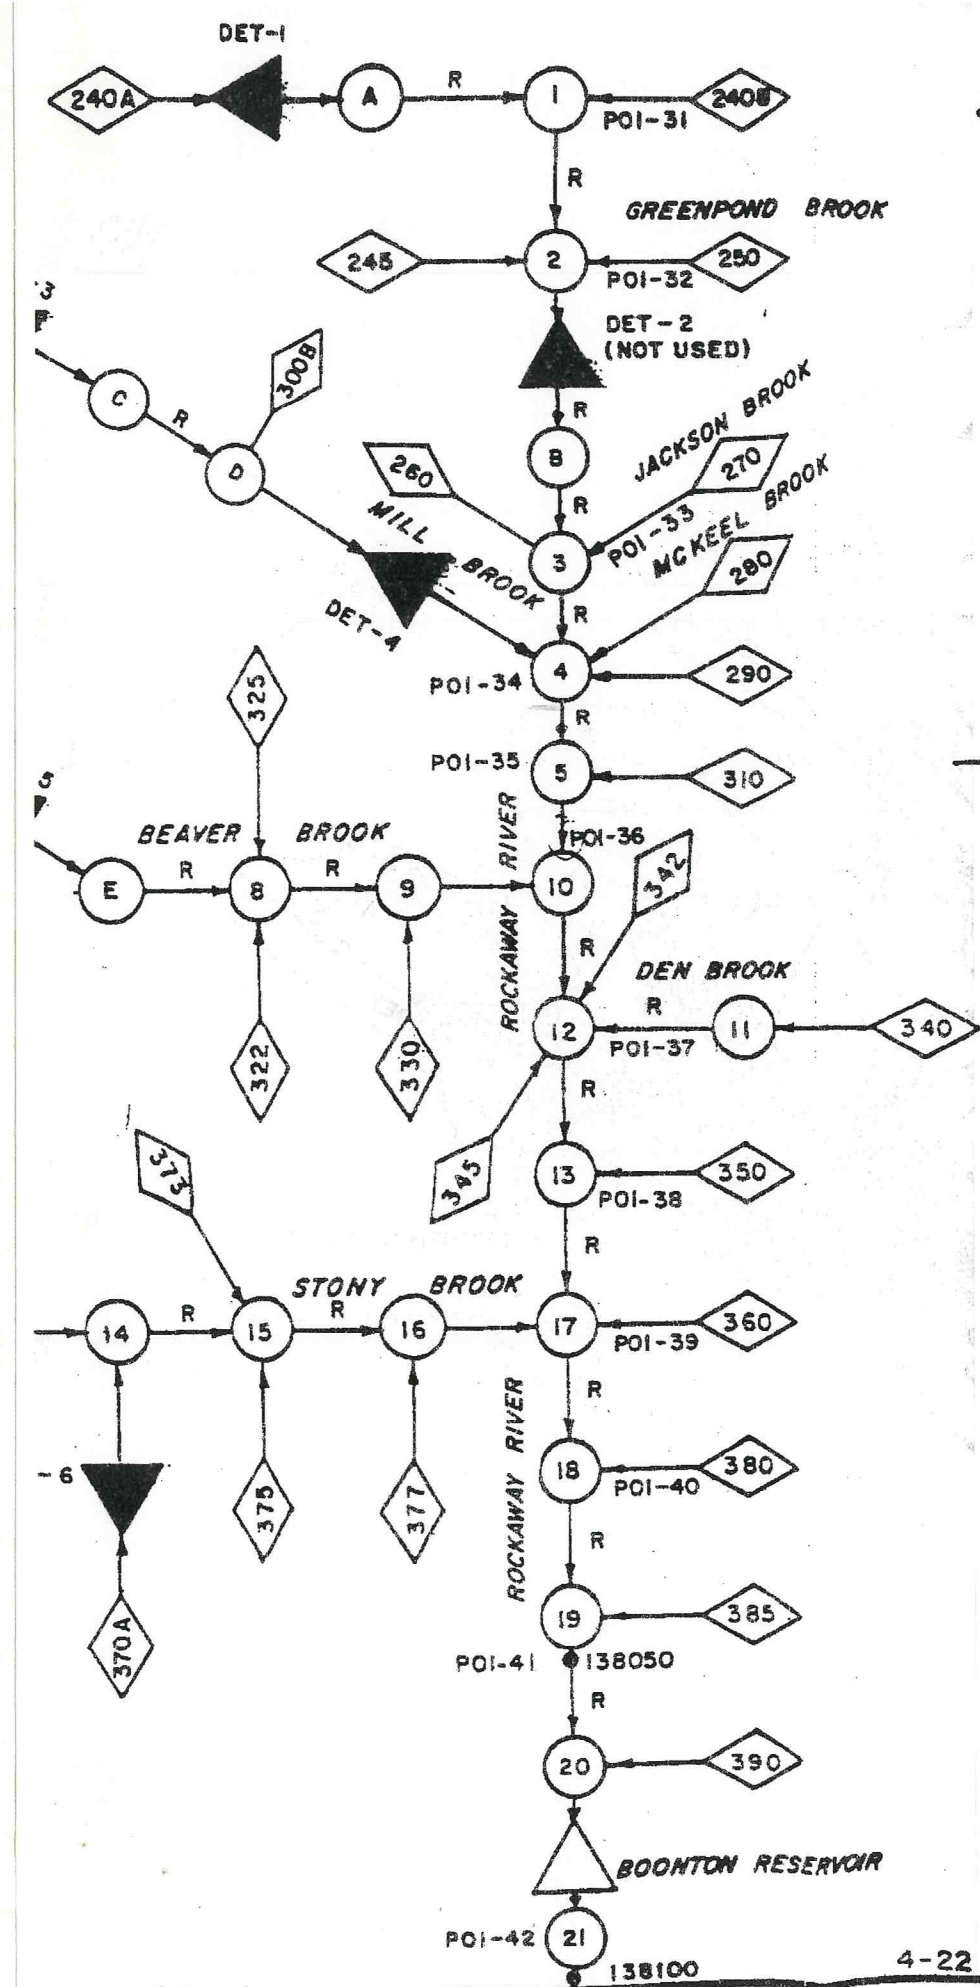 DET-1
240A
A
R
1
POI-31
R
GREENPOND BROOK
245
2
POI-32
250
DET-2
(NOT USED)
R
C
R
D
300B
B
R
260
JACKSON BROOK
270
POI-33
MCKEEL BROOK
280
3
MILL BROOK
R
DET-4
POI-34
4
290
R
325
POI-35
5
310
ROCKAWAY RIVER
POI-36
342
BEAVER BROOK
E
R
8
R
9
10
R
DEN BROOK
R
12
POI-37
11
340
322
330
R
345
373
13
POI-38
350
R
STONY BROOK
14
R
15
R
16
17
POI-39
360
R
ROCKAWAY RIVER
-6
18
POI-40
380
375
377
R
370A
19
385
POI-41
138050
R
20
390
BOONTON RESERVOIR
POI-42
21
138100
4-22